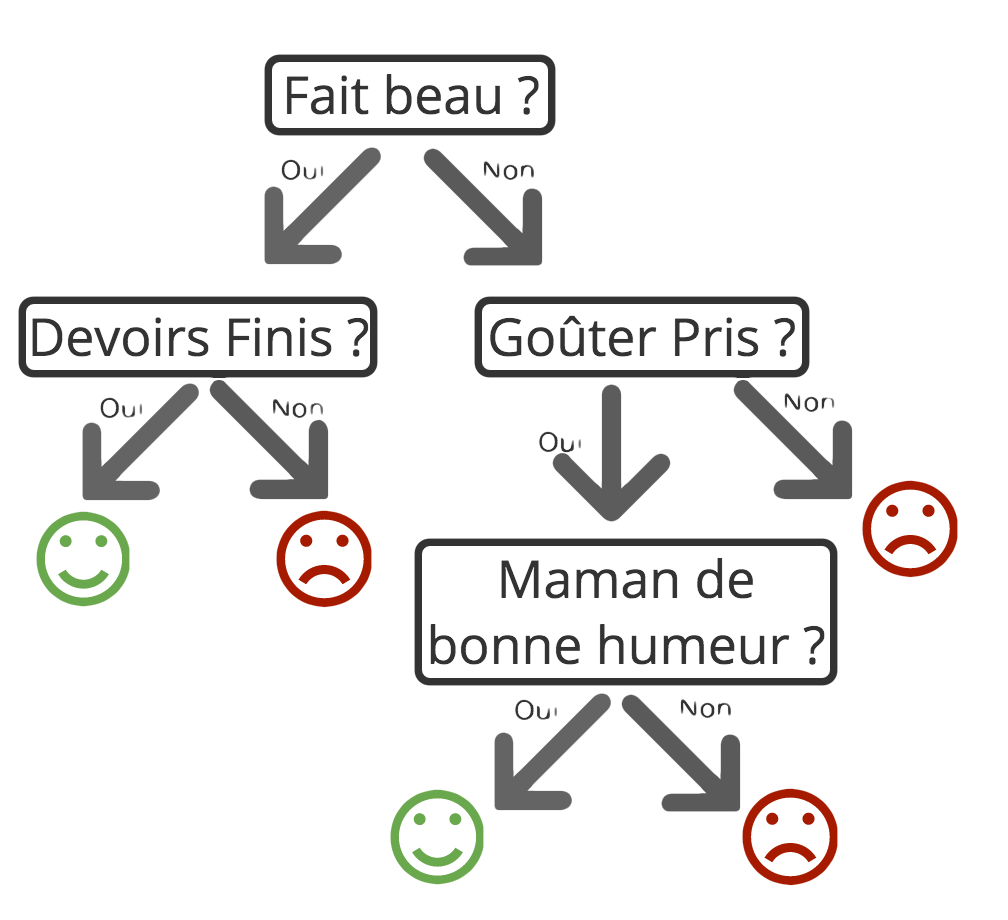 Fait beau ?
Oui
Non
Devoirs Finis ?
Goûter Pris ?
Oui
Non
Oui
Non
Maman de
bonne humeur ?
Oui
Non